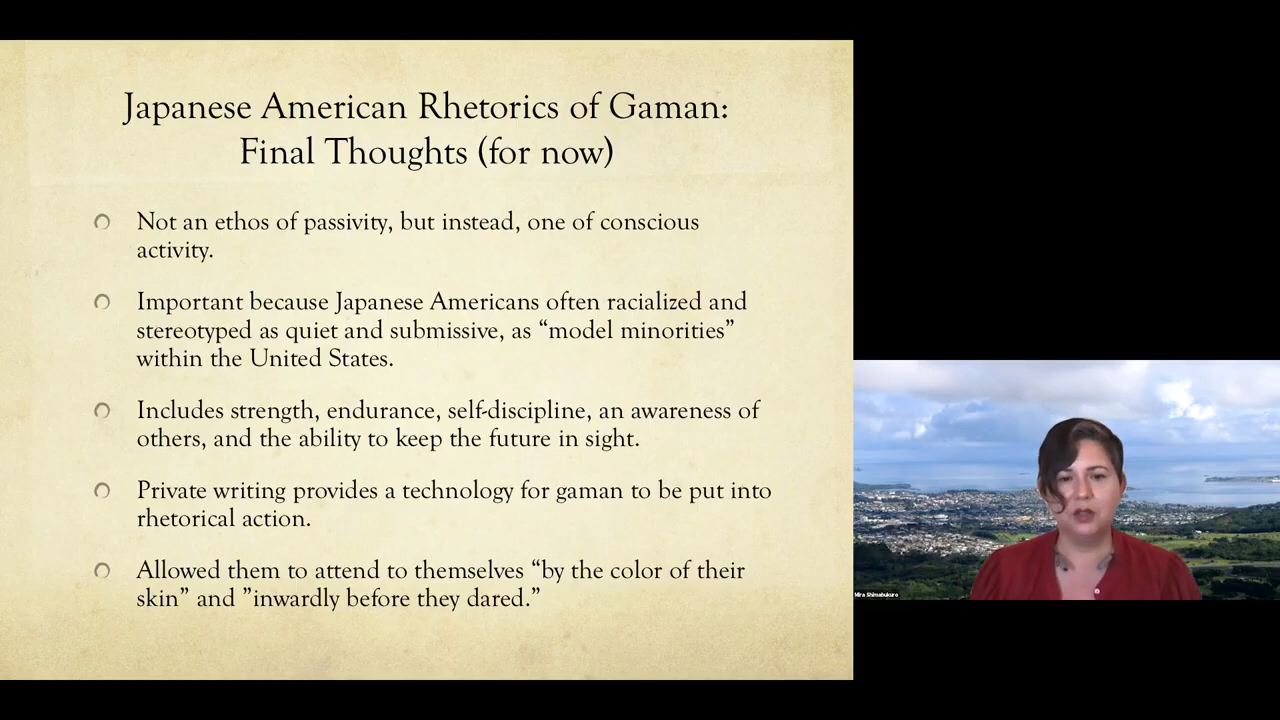 Japanese American Rhetorics of Gaman:
Final Thoughts (for now)
Not an ethos of passivity, but instead, one of conscious
activity.
Important because Japanese Americans often racialized and
stereotyped as quiet and submissive, as “model minorities”
within the United States.
Includes strength, endurance, self-discipline, an awareness of
others, and the ability to keep the future in sight.
Private writing provides a technology for gaman to be put into
rhetorical action.
Allowed them to attend to themselves “by the color of their
skin” and ”inwardly before they dared.”
Mira Shimabukuro